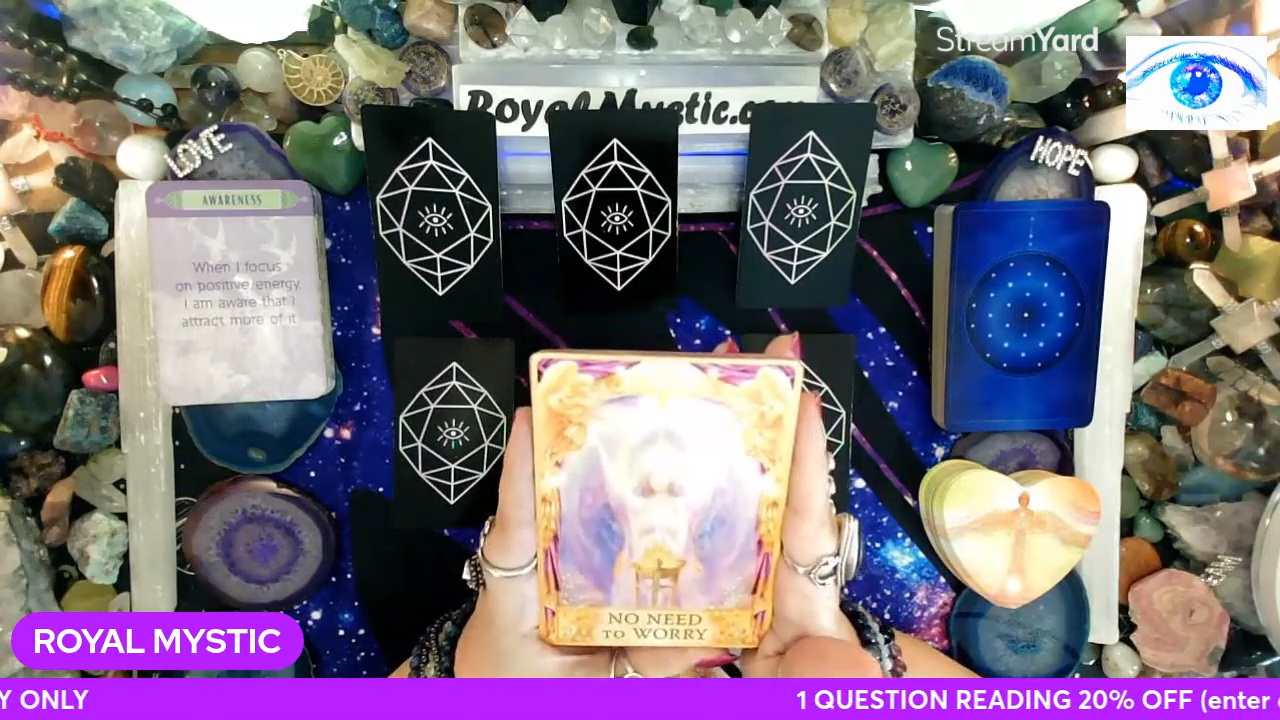 StreamYard
RoyalMystic.com
LOVE
HOPE
AWARENESS
When I focus
on positive energy,
I am aware that I
attract more of it.
NO NEED
TO WORRY
ROYAL MYSTIC
Y ONLY
1 QUESTION READING 20% OFF (enter